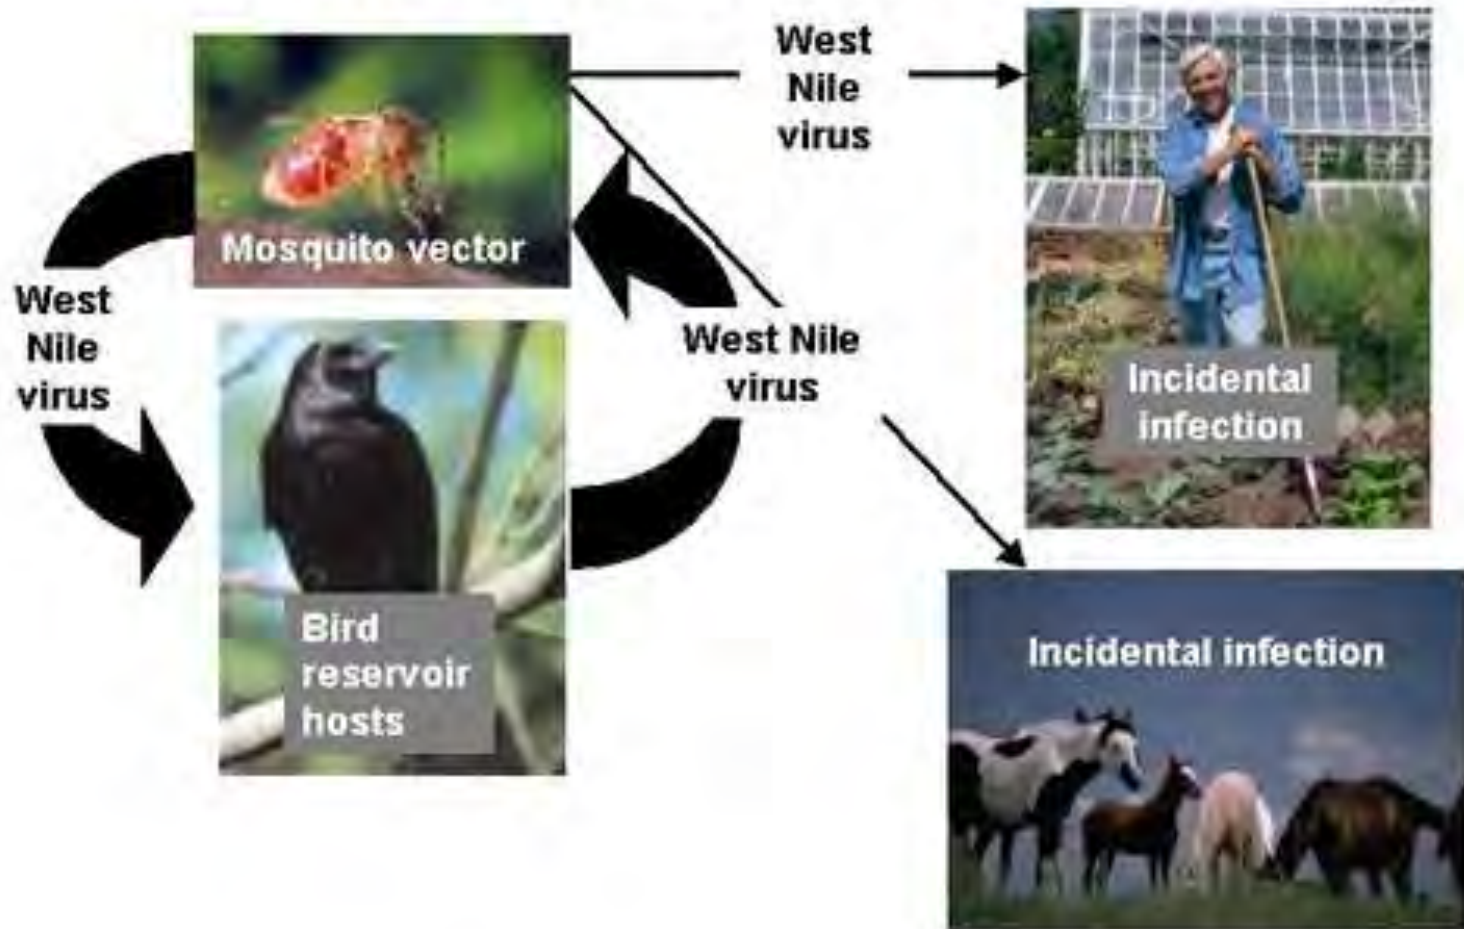 West
Nile
virus
Mosquito vector
West
Nile
virus
West Nile
virus
Incidental
infection
Bird
reservoir
hosts
Incidental infection